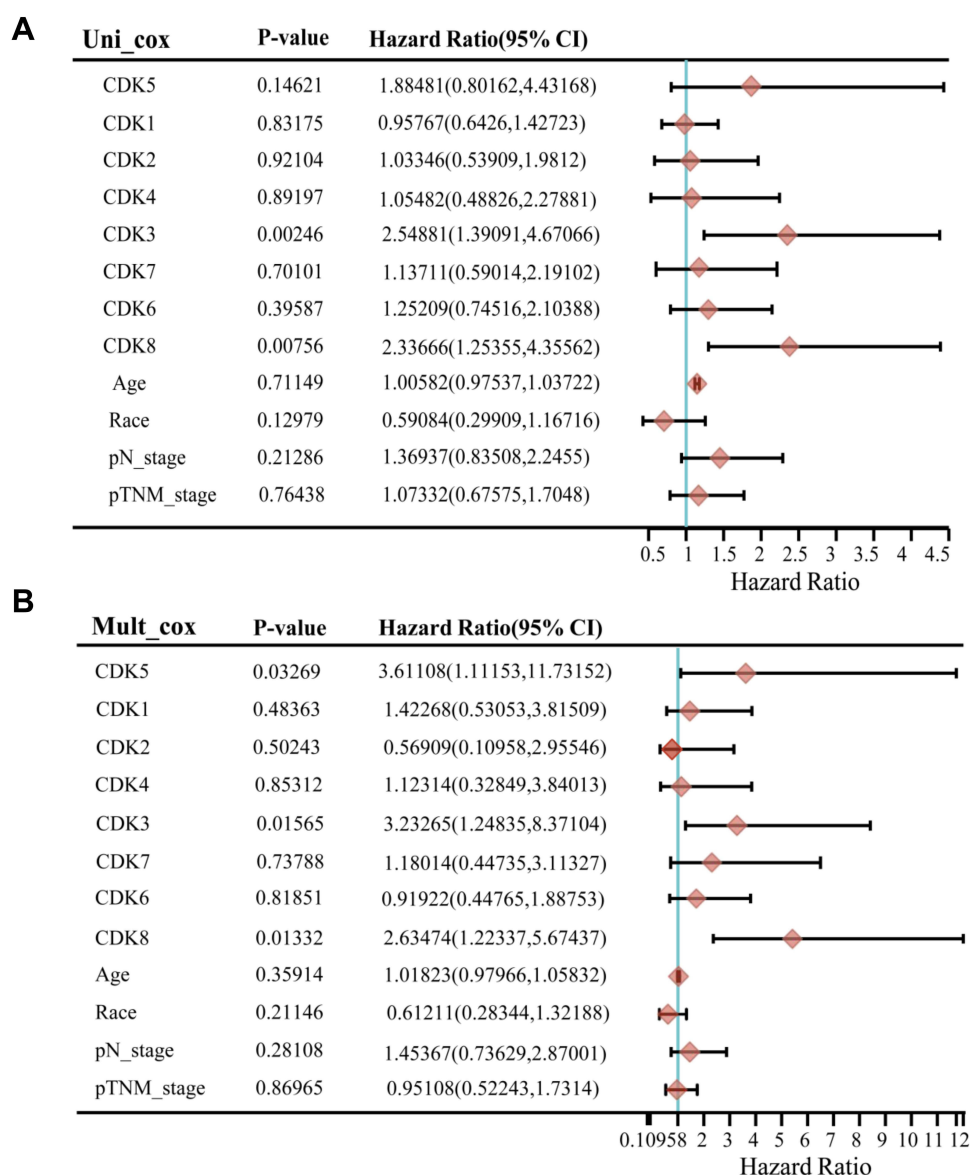 A
Uni_cox P-value Hazard Ratio(95% CI)
CDK5 0.14621 1.88481(0.80162,4.43168)
CDK1 0.83175 0.95767(0.6426,1.42723)
CDK2 0.92104 1.03346(0.53909,1.9812)
CDK4 0.89197 1.05482(0.48826,2.27881)
CDK3 0.00246 2.54881(1.39091,4.67066)
CDK7 0.70101 1.13711(0.59014,2.19102)
CDK6 0.39587 1.25209(0.74516,2.10388)
CDK8 0.00756 2.33666(1.25355,4.35562)
Age 0.71149 1.00582(0.97537,1.03722)
Race 0.12979 0.59084(0.29909,1.16716)
pN_stage 0.21286 1.36937(0.83508,2.2455)
pTNM_stage 0.76438 1.07332(0.67575,1.7048)
0.5 1 1.5 2 2.5 3 3.5 4 4.5
Hazard Ratio
B
Mult_cox P-value Hazard Ratio(95% CI)
CDK5 0.03269 3.61108(1.11153,11.73152)
CDK1 0.48363 1.42268(0.53053,3.81509)
CDK2 0.50243 0.56909(0.10958,2.95546)
CDK4 0.85312 1.12314(0.32849,3.84013)
CDK3 0.01565 3.23265(1.24835,8.37104)
CDK7 0.73788 1.18014(0.44735,3.11327)
CDK6 0.81851 0.91922(0.44765,1.88753)
CDK8 0.01332 2.63474(1.22337,5.67437)
Age 0.35914 1.01823(0.97966,1.05832)
Race 0.21146 0.61211(0.28344,1.32188)
pN_stage 0.28108 1.45367(0.73629,2.87001)
pTNM_stage 0.86965 0.95108(0.52243,1.7314)
0.10958 2 3 4 5 6 7 8 9 10 11 12
Hazard Ratio